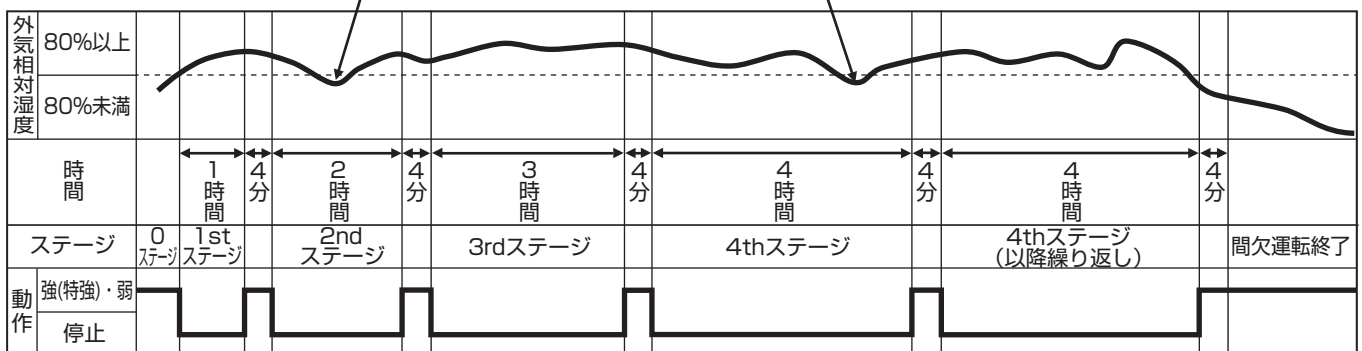 外気相対湿度
80%以上
80%未満
時間
1時間
4分
2時間
4分
3時間
4分
4時間
4分
4時間
4分
ステージ
0ステージ
1stステージ
2ndステージ
3rdステージ
4thステージ
4thステージ
(以降繰り返し)
間欠運転終了
動作
強(特強)・弱
停止